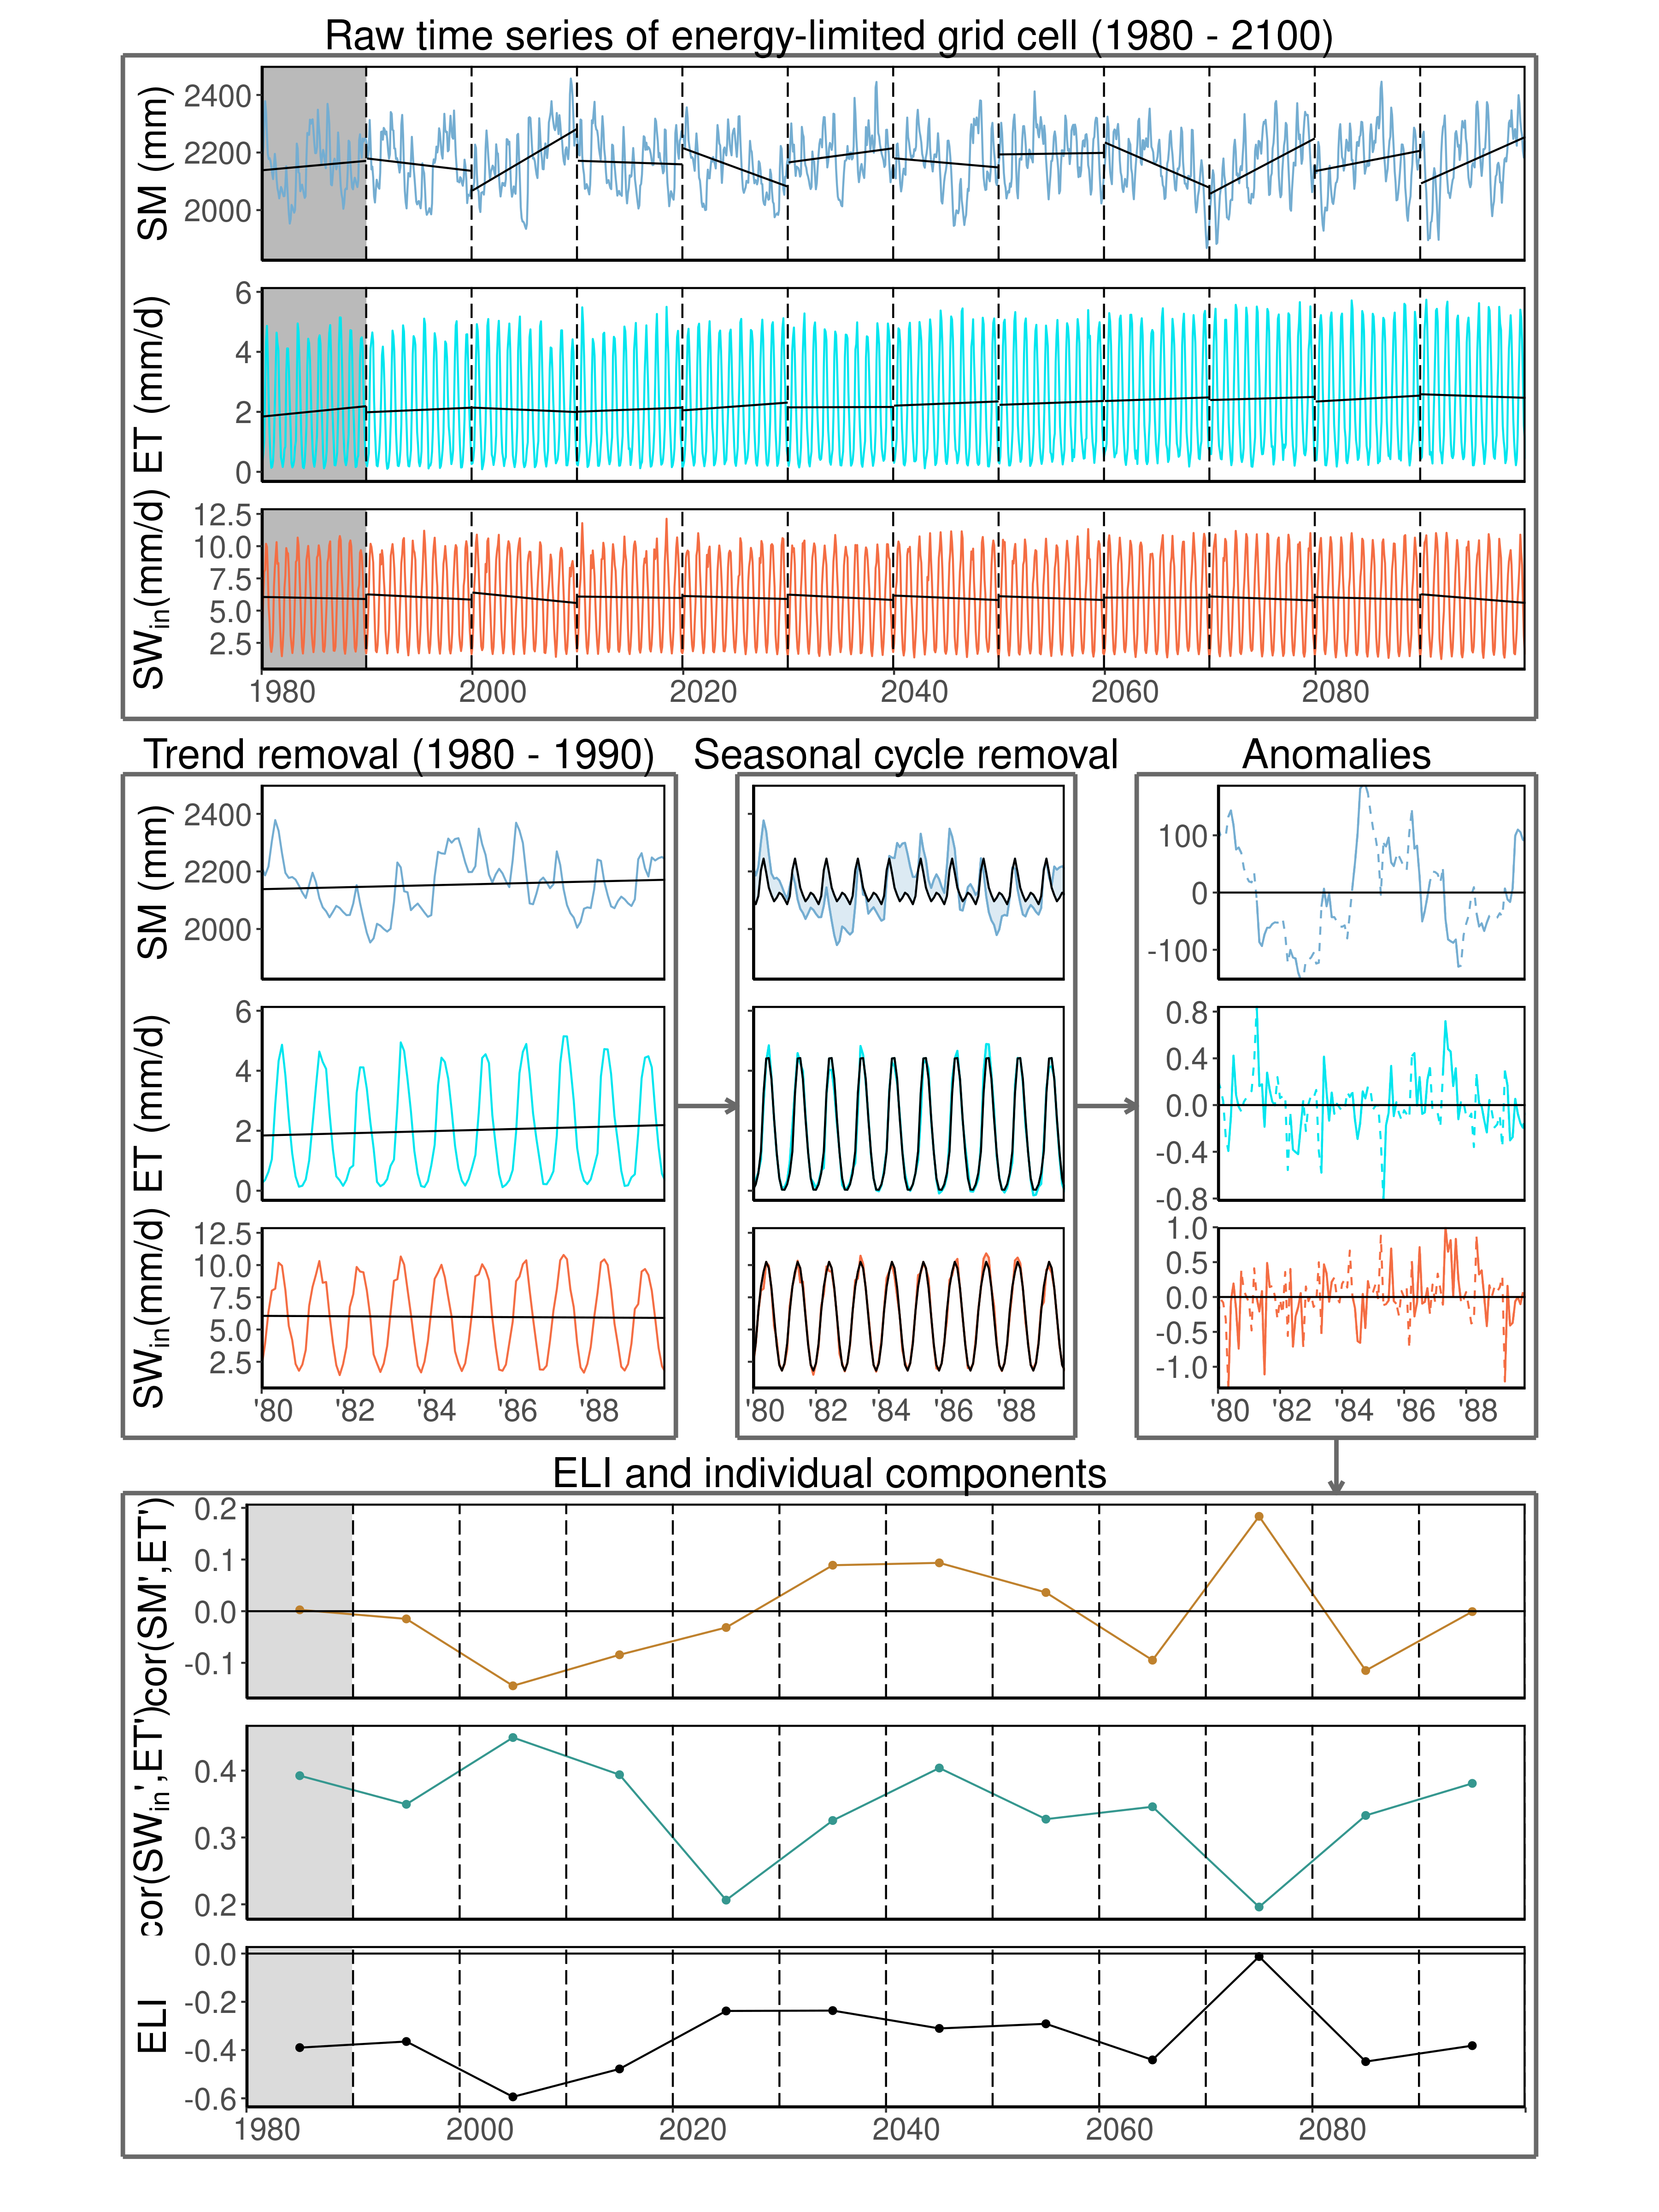 Raw time series of energy-limited grid cell (1980 - 2100)
SM (mm)
2400
2200
2000
ET (mm/d)
6
4
2
0
SWin(mm/d)
12.5
10.0
7.5
5.0
2.5
1980 2000 2020 2040 2060 2080
Trend removal (1980 - 1990) Seasonal cycle removal Anomalies
SM (mm)
2400
2200
2000
100
0
-100
ET (mm/d)
6
4
2
0
0.8
0.4
0.0
-0.4
-0.8
SWin(mm/d)
12.5
10.0
7.5
5.0
2.5
1.0
0.5
0.0
-0.5
-1.0
'80 '82 '84 '86 '88
'80 '82 '84 '86 '88
'80 '82 '84 '86 '88
ELI and individual components
cor(SM',ET')
0.2
0.1
0.0
-0.1
cor(SWin',ET')
0.4
0.3
0.2
ELI
0.0
-0.2
-0.4
-0.6
1980 2000 2020 2040 2060 2080